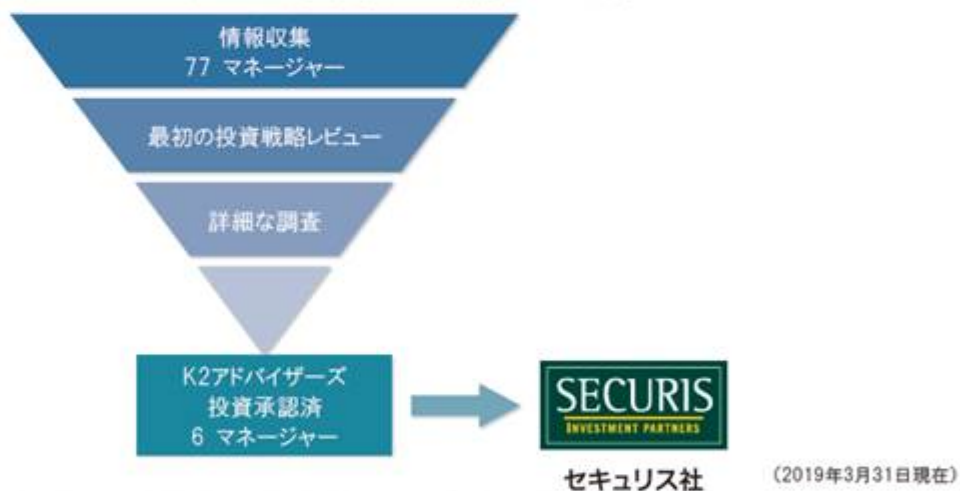 情報収集
77 マネージャー
最初の投資戦略レビュー
詳細な調査
K2アドバイザーズ
投資承認済
6 マネージャー
SECURIS
INVESTMENT PARTNERS
セキュリス社
(2019年3月31日現在)